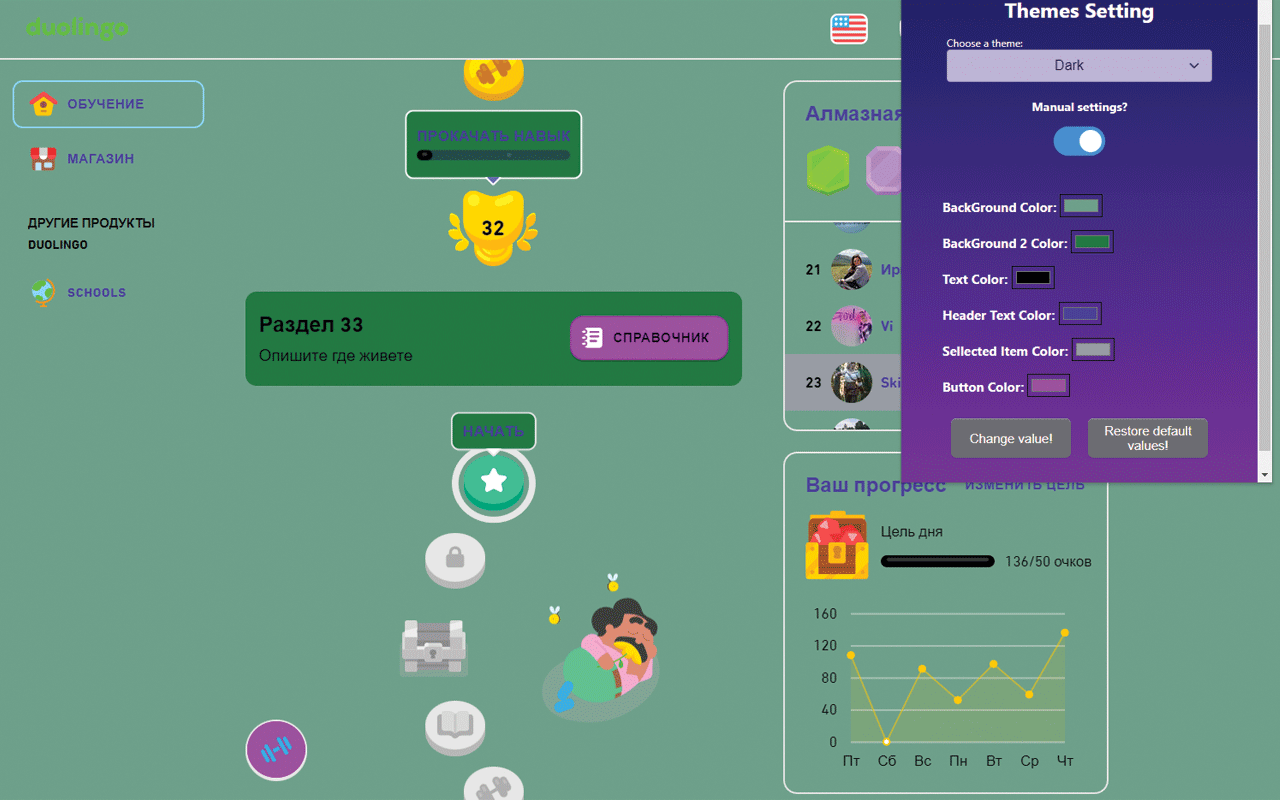 duolingo
ОБУЧЕНИЕ
МАГАЗИН
ДРУГИЕ ПРОДУКТЫ
DUOLINGO
SCHOOLS
ПРОКАЧАТЬ НАВЫК
32
Раздел 33
Опишите где живете
СПРАВОЧНИК
НАЧАТЬ
Алмазная
21 Ир
22 Vi
23 Ski
Ваш прогресс ИЗМЕНИТЬ ЦЕЛЬ
Цель дня
136/50 очков
160
120
80
40
0
Пт Сб Вс Пн Вт Ср Чт
Themes Setting
Choose a theme:
Dark
Manual settings?
BackGround Color:
BackGround 2 Color:
Text Color:
Header Text Color:
Sellected Item Color:
Button Color:
Change value!
Restore default
values!